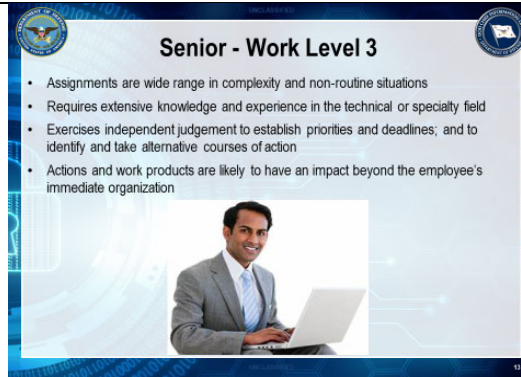 UNCLASSIFIED
Senior - Work Level 3
• Assignments are wide range in complexity and non-routine situations
• Requires extensive knowledge and experience in the technical or specialty field
• Exercises independent judgement to establish priorities and deadlines; and to
identify and take alternative courses of action
• Actions and work products are likely to have an impact beyond the employee's
immediate organization
UNCLASSIFIED